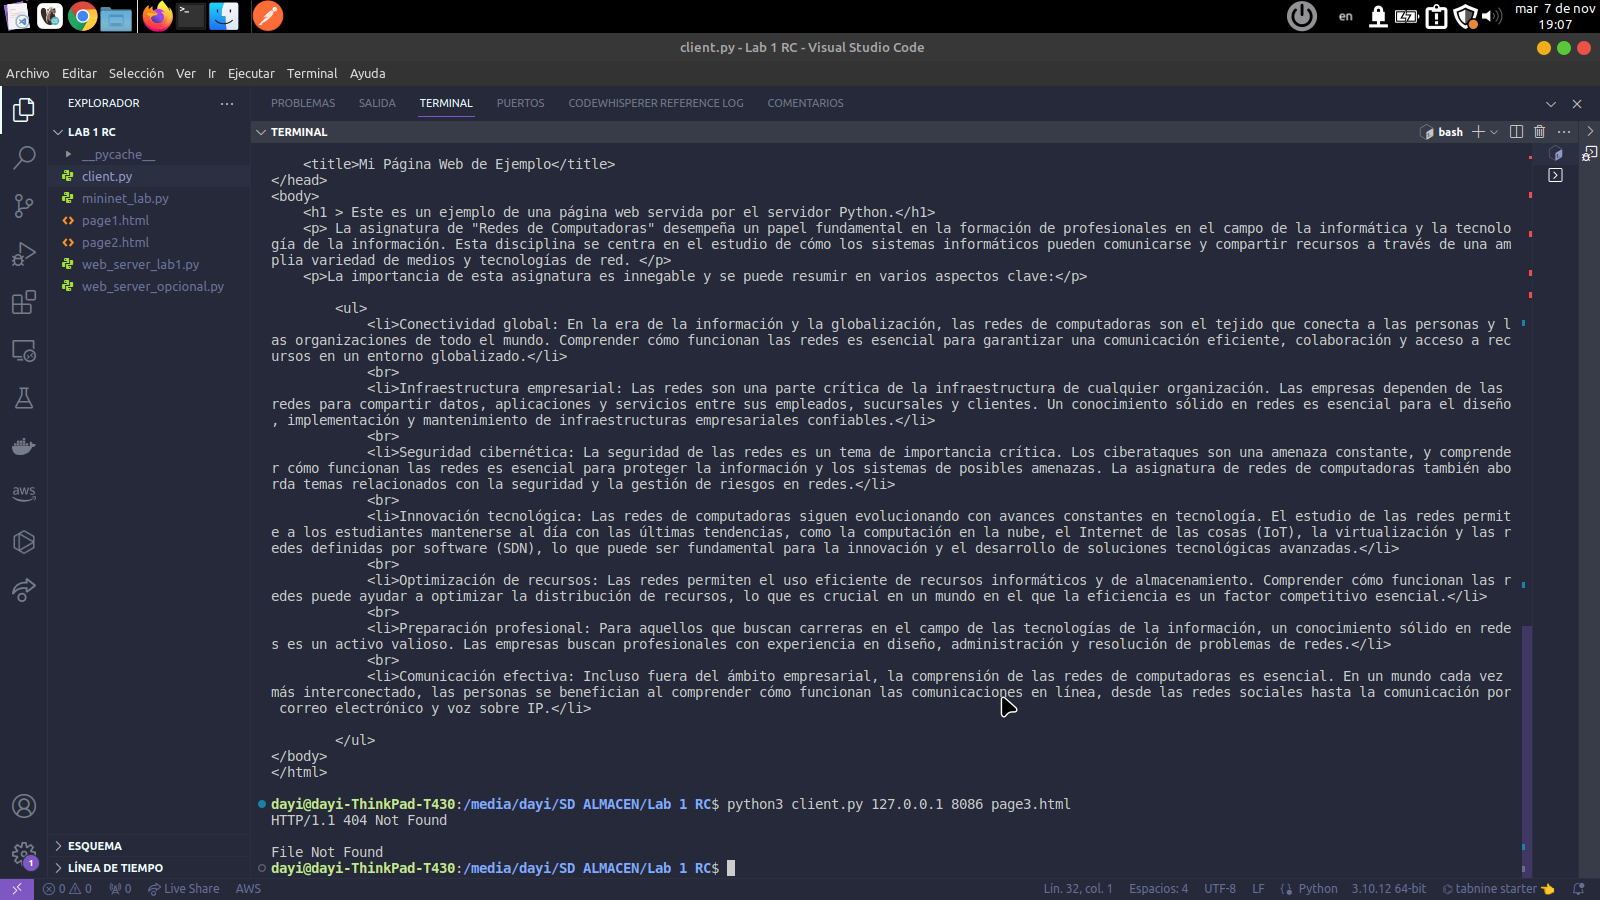 en
mar 7 de nov
19:07
client.py - Lab 1 RC - Visual Studio Code
Archivo Editar Selección Ver Ir Ejecutar Terminal Ayuda
EXPLORADOR
PROBLEMAS SALIDA TERMINAL PUERTOS CODEWHISPERER REFERENCE LOG COMENTARIOS
LAB 1 RC
__pycache__
client.py
mininet_lab.py
page1.html
page2.html
web_server_lab1.py
web_server_opcional.py
aws
1
ESQUEMA
LÍNEA DE TIEMPO
TERMINAL
bash
    <title>Mi Página Web de Ejemplo</title>
</head>
<body>
    <h1 > Este es un ejemplo de una página web servida por el servidor Python.</h1>
    <p> La asignatura de "Redes de Computadoras" desempeña un papel fundamental en la formación de profesionales en el campo de la informática y la tecnolo
gía de la información. Esta disciplina se centra en el estudio de cómo los sistemas informáticos pueden comunicarse y compartir recursos a través de una am
plia variedad de medios y tecnologías de red. </p>
    <p>La importancia de esta asignatura es innegable y se puede resumir en varios aspectos clave:</p>
        <ul>
            <li>Conectividad global: En la era de la información y la globalización, las redes de computadoras son el tejido que conecta a las personas y l
as organizaciones de todo el mundo. Comprender cómo funcionan las redes es esencial para garantizar una comunicación eficiente, colaboración y acceso a rec
ursos en un entorno globalizado.</li>
            <br>
            <li>Infraestructura empresarial: Las redes son una parte crítica de la infraestructura de cualquier organización. Las empresas dependen de las
redes para compartir datos, aplicaciones y servicios entre sus empleados, sucursales y clientes. Un conocimiento sólido en redes es esencial para el diseño
, implementación y mantenimiento de infraestructuras empresariales confiables.</li>
            <br>
            <li>Seguridad cibernética: La seguridad de las redes es un tema de importancia crítica. Los ciberataques son una amenaza constante, y comprende
r cómo funcionan las redes es esencial para proteger la información y los sistemas de posibles amenazas. La asignatura de redes de computadoras también abo
rda temas relacionados con la seguridad y la gestión de riesgos en redes.</li>
            <br>
            <li>Innovación tecnológica: Las redes de computadoras siguen evolucionando con avances constantes en tecnología. El estudio de las redes permit
e a los estudiantes mantenerse al día con las últimas tendencias, como la computación en la nube, el Internet de las cosas (IoT), la virtualización y las r
edes definidas por software (SDN), lo que puede ser fundamental para la innovación y el desarrollo de soluciones tecnológicas avanzadas.</li>
            <br>
            <li>Optimización de recursos: Las redes permiten el uso eficiente de recursos informáticos y de almacenamiento. Comprender cómo funcionan las r
edes puede ayudar a optimizar la distribución de recursos, lo que es crucial en un mundo en el que la eficiencia es un factor competitivo esencial.</li>
            <br>
            <li>Preparación profesional: Para aquellos que buscan carreras en el campo de las tecnologías de la información, un conocimiento sólido en rede
s es un activo valioso. Las empresas buscan profesionales con experiencia en diseño, administración y resolución de problemas de redes.</li>
            <br>
            <li>Comunicación efectiva: Incluso fuera del ámbito empresarial, la comprensión de las redes de computadoras es esencial. En un mundo cada vez
más interconectado, las personas se benefician al comprender cómo funcionan las comunicaciones en línea, desde las redes sociales hasta la comunicación por
 correo electrónico y voz sobre IP.</li>
        </ul>
</body>
</html>
dayi@dayi-ThinkPad-T430:/media/dayi/SD ALMACEN/Lab 1 RC$ python3 client.py 127.0.0.1 8086 page3.html
HTTP/1.1 404 Not Found
File Not Found
dayi@dayi-ThinkPad-T430:/media/dayi/SD ALMACEN/Lab 1 RC$
0 0 0 Live Share AWS Lín. 32, col. 1 Espacios: 4 UTF-8 LF Python 3.10.12 64-bit tabnine starter